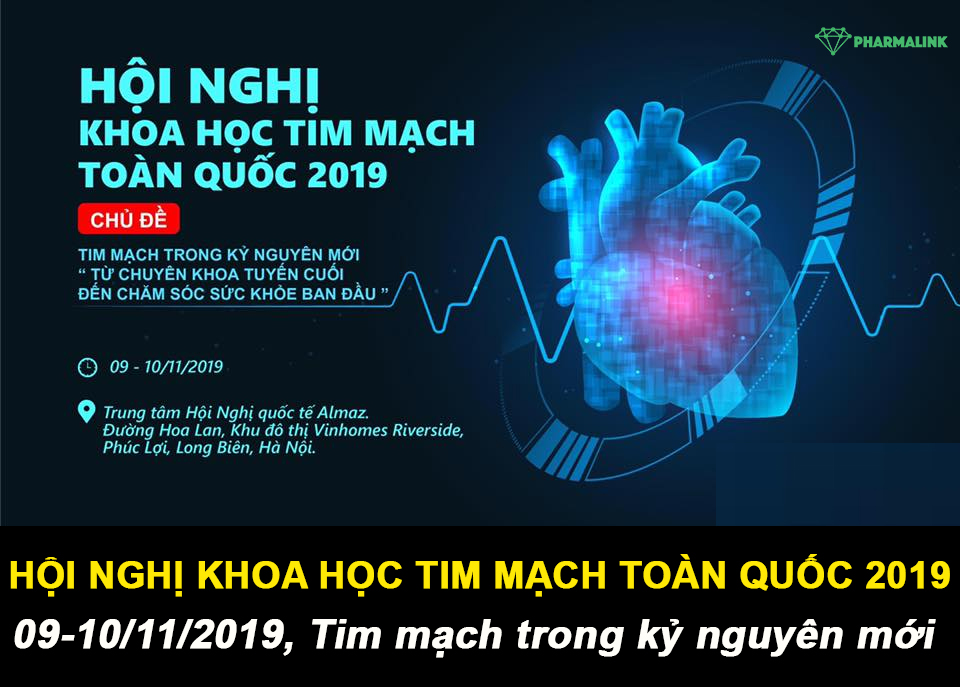 PHARMALINK
HỘI NGHỊ
KHOA HỌC TIM MẠCH
TOÀN QUỐC 2019
CHỦ ĐỀ
TIM MẠCH TRONG KỶ NGUYÊN MỚI
“ TỪ CHUYÊN KHOA TUYẾN CUỐI
ĐẾN CHĂM SÓC SỨC KHỎE BAN ĐẦU ”
09 - 10/11/2019
Trung tâm Hội Nghị quốc tế Almaz.
Đường Hoa Lan, Khu đô thị Vinhomes Riverside,
Phúc Lợi, Long Biên, Hà Nội.
HỘI NGHỊ KHOA HỌC TIM MẠCH TOÀN QUỐC 2019
09-10/11/2019, Tim mạch trong kỷ nguyên mới